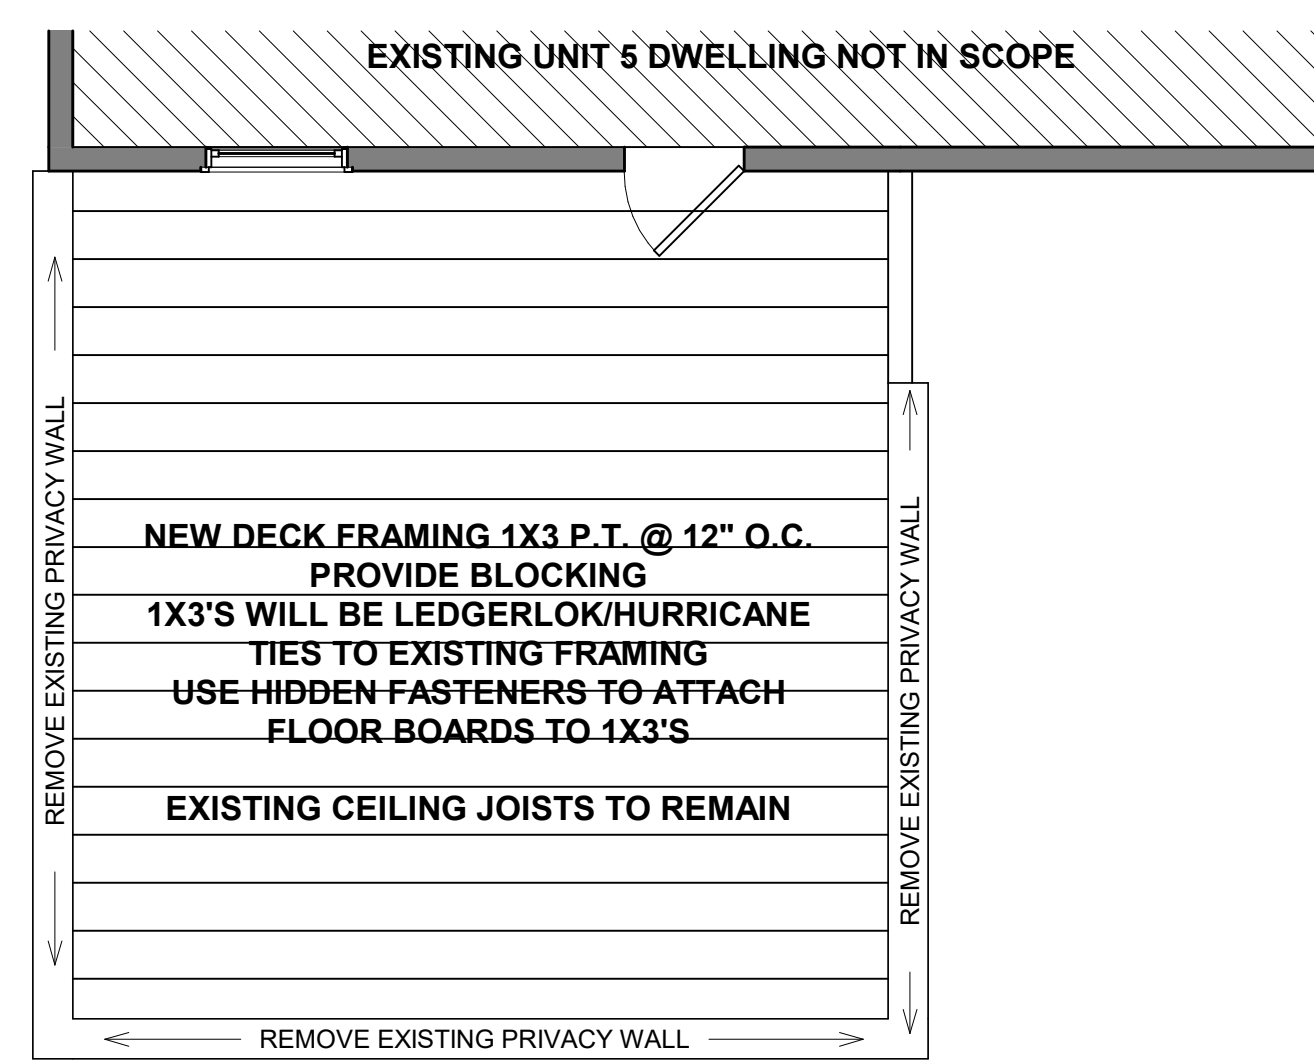 EXISTING UNIT 5 DWELLING NOT IN SCOPE
REMOVE EXISTING PRIVACY WALL
NEW DECK FRAMING 1X3 P.T. @ 12" O.C.
PROVIDE BLOCKING
1X3'S WILL BE LEDGERLOK/HURRICANE
TIES TO EXISTING FRAMING
USE HIDDEN FASTENERS TO ATTACH
FLOOR BOARDS TO 1X3'S
EXISTING CEILING JOISTS TO REMAIN
REMOVE EXISTING PRIVACY WALL
REMOVE EXISTING PRIVACY WALL